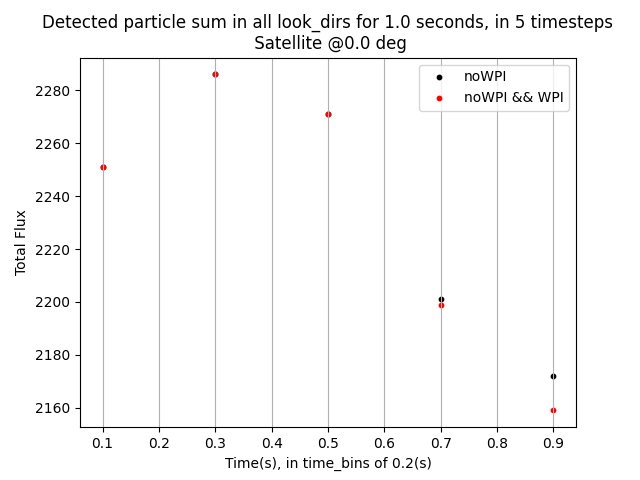 Detected particle sum in all look_dirs for 1.0 seconds, in 5 timesteps
Satellite @0.0 deg
noWPI
noWPI && WPI
Total Flux
2280
2260
2240
2220
2200
2180
2160
0.1 0.2 0.3 0.4 0.5 0.6 0.7 0.8 0.9
Time(s), in time_bins of 0.2(s)